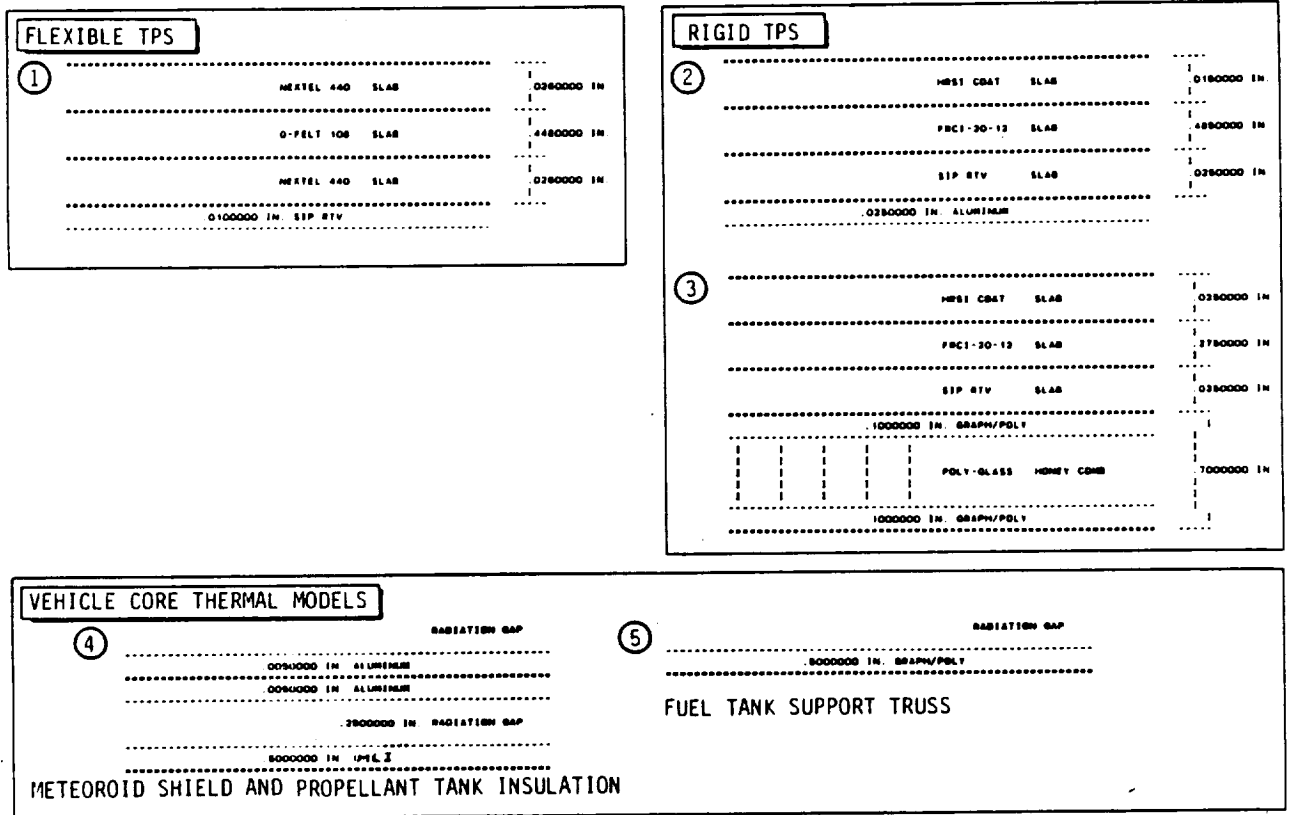 FLEXIBLE TPS
1
NEXTEL 440 SLAB .0260000 IN.
Q-FELT 106 SLAB .4480000 IN.
NEXTEL 440 SLAB .0260000 IN.
.0100000 IN. SIP RTV
RIGID TPS
2
HRSI COAT SLAB .0150000 IN.
FRCI-20-12 SLAB .4850000 IN
SIP RTV SLAB .0250000 IN
.0250000 IN. ALUMINUM
3
HRSI COAT SLAB IN
FRCI-20-12 SLAB .2750000 IN
SIP RTV SLAB IN
.1000000 IN. GRAPH/POLY
POLY-GLASS HONEY COMB .7000000 IN
1000000 IN. GRAPH/POLY
VEHICLE CORE THERMAL MODELS
4
RADIATION GAP
.0050000 IN ALUMINUM
.0050000 IN ALUMINUM
.2500000 IN RADIATION GAP
5000000 IN
METEOROID SHIELD AND PROPELLANT TANK INSULATION
5
RADIATION GAP
.5000000 IN. GRAPH/POLY
FUEL TANK SUPPORT TRUSS